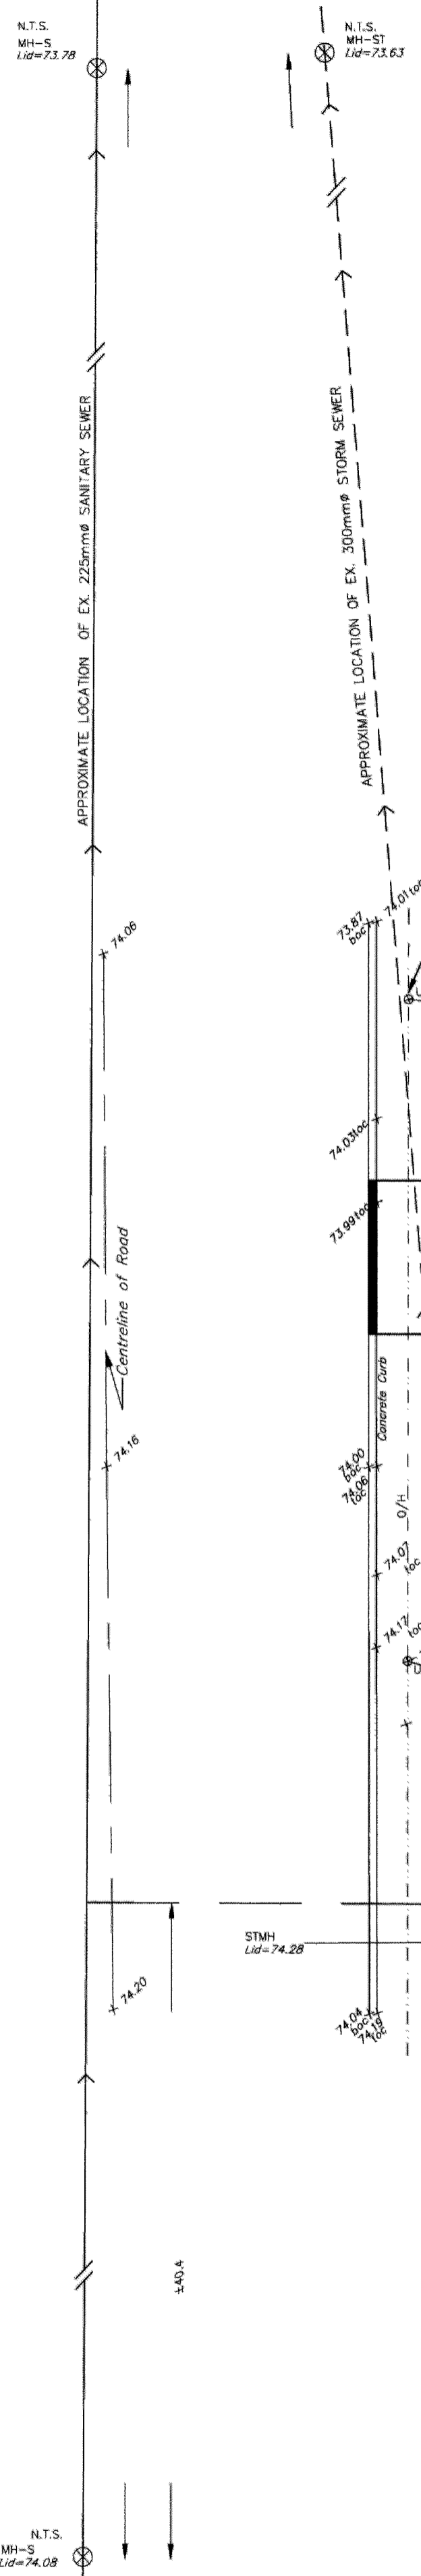 N.T.S.
MH-S
Lid=73.78
N.T.S.
MH-ST
Lid=73.63
APPROXIMATE LOCATION OF EX. 225mmø SANITARY SEWER
APPROXIMATE LOCATION OF EX. 300mmø STORM SEWER
74.06
73.87
boc
74.01toc
74.03toc
73.99toc
Centreline of Road
Concrete Curb
74.16
74.00
boc
74.06
toc
O/H
74.07
toc
74.17
toc
STMH
Lid=74.28
74.20
74.04
boc
74.19
toc
±40.4
N.T.S.
MH-S
Lid=74.08